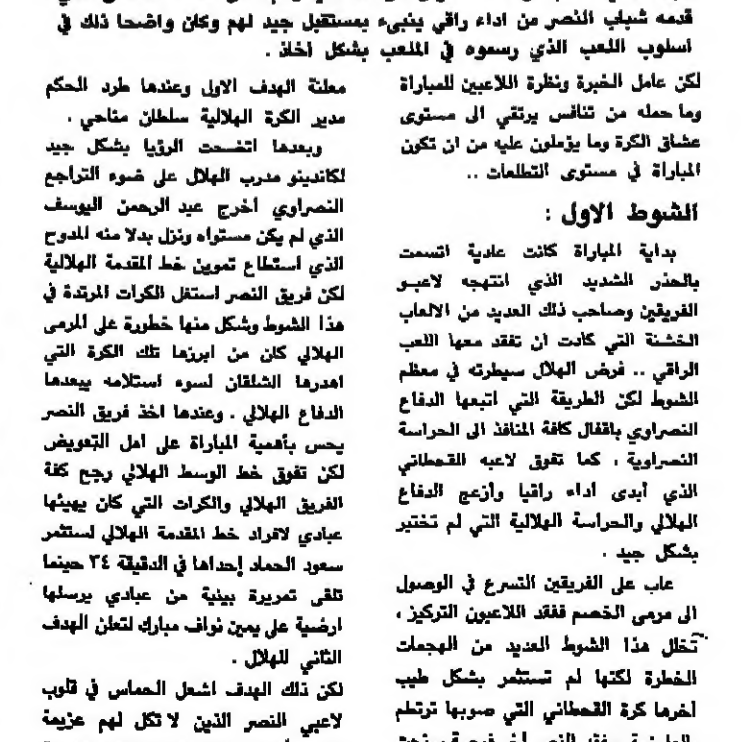 قدمه شباب النصر من اداء راقي ينبىء بمستقبل جيد لهم وكان واضحا ذلك في
اسلوب اللعب الذي رسموه في الملعب بشكل أخاذ .
لكن عامل الخبرة ونظرة اللاعبين للمباراة
وما حمله من تنافس يرتقي الى مستوى
عشاق الكرة وما يؤملون عليه من ان تكون
المباراة في مستوى التطلعات ..
الشوط الاول :
بداية المباراة كانت عادية اتسمت
بالحذر الشديد الذي انتهجه لاعبو
الفريقين وصاحب ذلك العديد من الالعاب
الخشنة التي كادت ان تفقد معها اللعب
الراقي .. فرض الهلال سيطرته في معظم
الشوط لكن الطريقة التي اتبعها الدفاع
النصراوي باقفال كافة المنافذ الى الحراسة
النصراوية ، كما تفوق لاعبه القحطاني
الذي أبدى أداء راقيا وأزعج الدفاع
الهلالي والحراسة الهلالية التي لم تختبر
بشكل جيد .
عاب على الفريقين التسرع في الوصول
الى مرمى الخصم ففقد اللاعبون التركيز ،
تخلل هذا الشوط العديد من الهجمات
الخطرة لكنها لم تستثمر بشكل طيب
أخرها كرة القحطاني التي صوبها ترتطم
معلنة الهدف الاول وعندها طرد الحكم
مدير الكرة الهلالية سلطان مناحي .
وبعدها اتضحت الرؤيا بشكل جيد
لكاندينو مدرب الهلال على ضوء التراجع
النصراوي أخرج عبد الرحمن اليوسف
الذي لم يكن مستواه ونزل بدلا منه المدوح
الذي استطاع تموين خط المقدمة الهلالية
لكن فريق النصر استغل الكرات المرتدة في
هذا الشوط وشكل منها خطورة على المرمى
الهلالي كان من ابرزها تلك الكرة التي
اهدرها الشلقان لسوء استلامه يبعدها
الدفاع الهلالي . وعندها اخذ فريق النصر
يحس بأهمية المباراة على امل التعويض
لكن تفوق خط الوسط الهلالي رجح كفة
الفريق الهلالي والكرات التي كان يهيئها
عبادي لافراد خط المقدمة الهلالي لستثمر
سعود الحماد إحداها في الدقيقة ٣٤ حينما
تلقى تمريرة بينية من عبادي يرسلها
ارضية على يمين نواف مبارك لتعلن الهدف
الثاني للهلال .
لكن ذلك الهدف اشعل الحماس في قلوب
لاعبي النصر الذين لا تكل لهم عزيمة